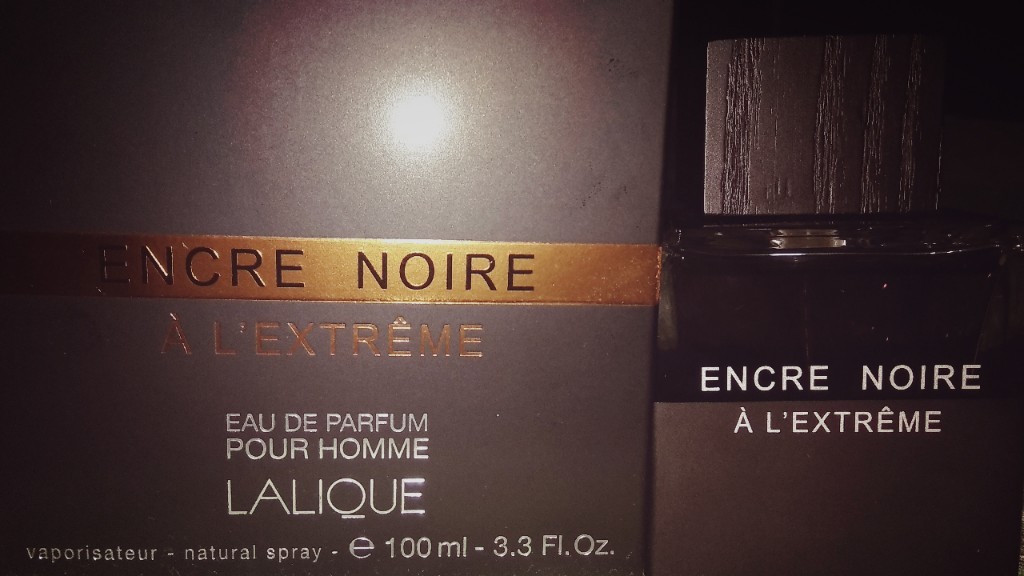 ENCRE NOIRE
À L'EXTRÊME
EAU DE PARFUM
POUR HOMME
LALIQUE
vaporisateur - natural spray - ℮ 100 ml - 3.3 Fl. Oz.
ENCRE NOIRE
À L'EXTRÊME